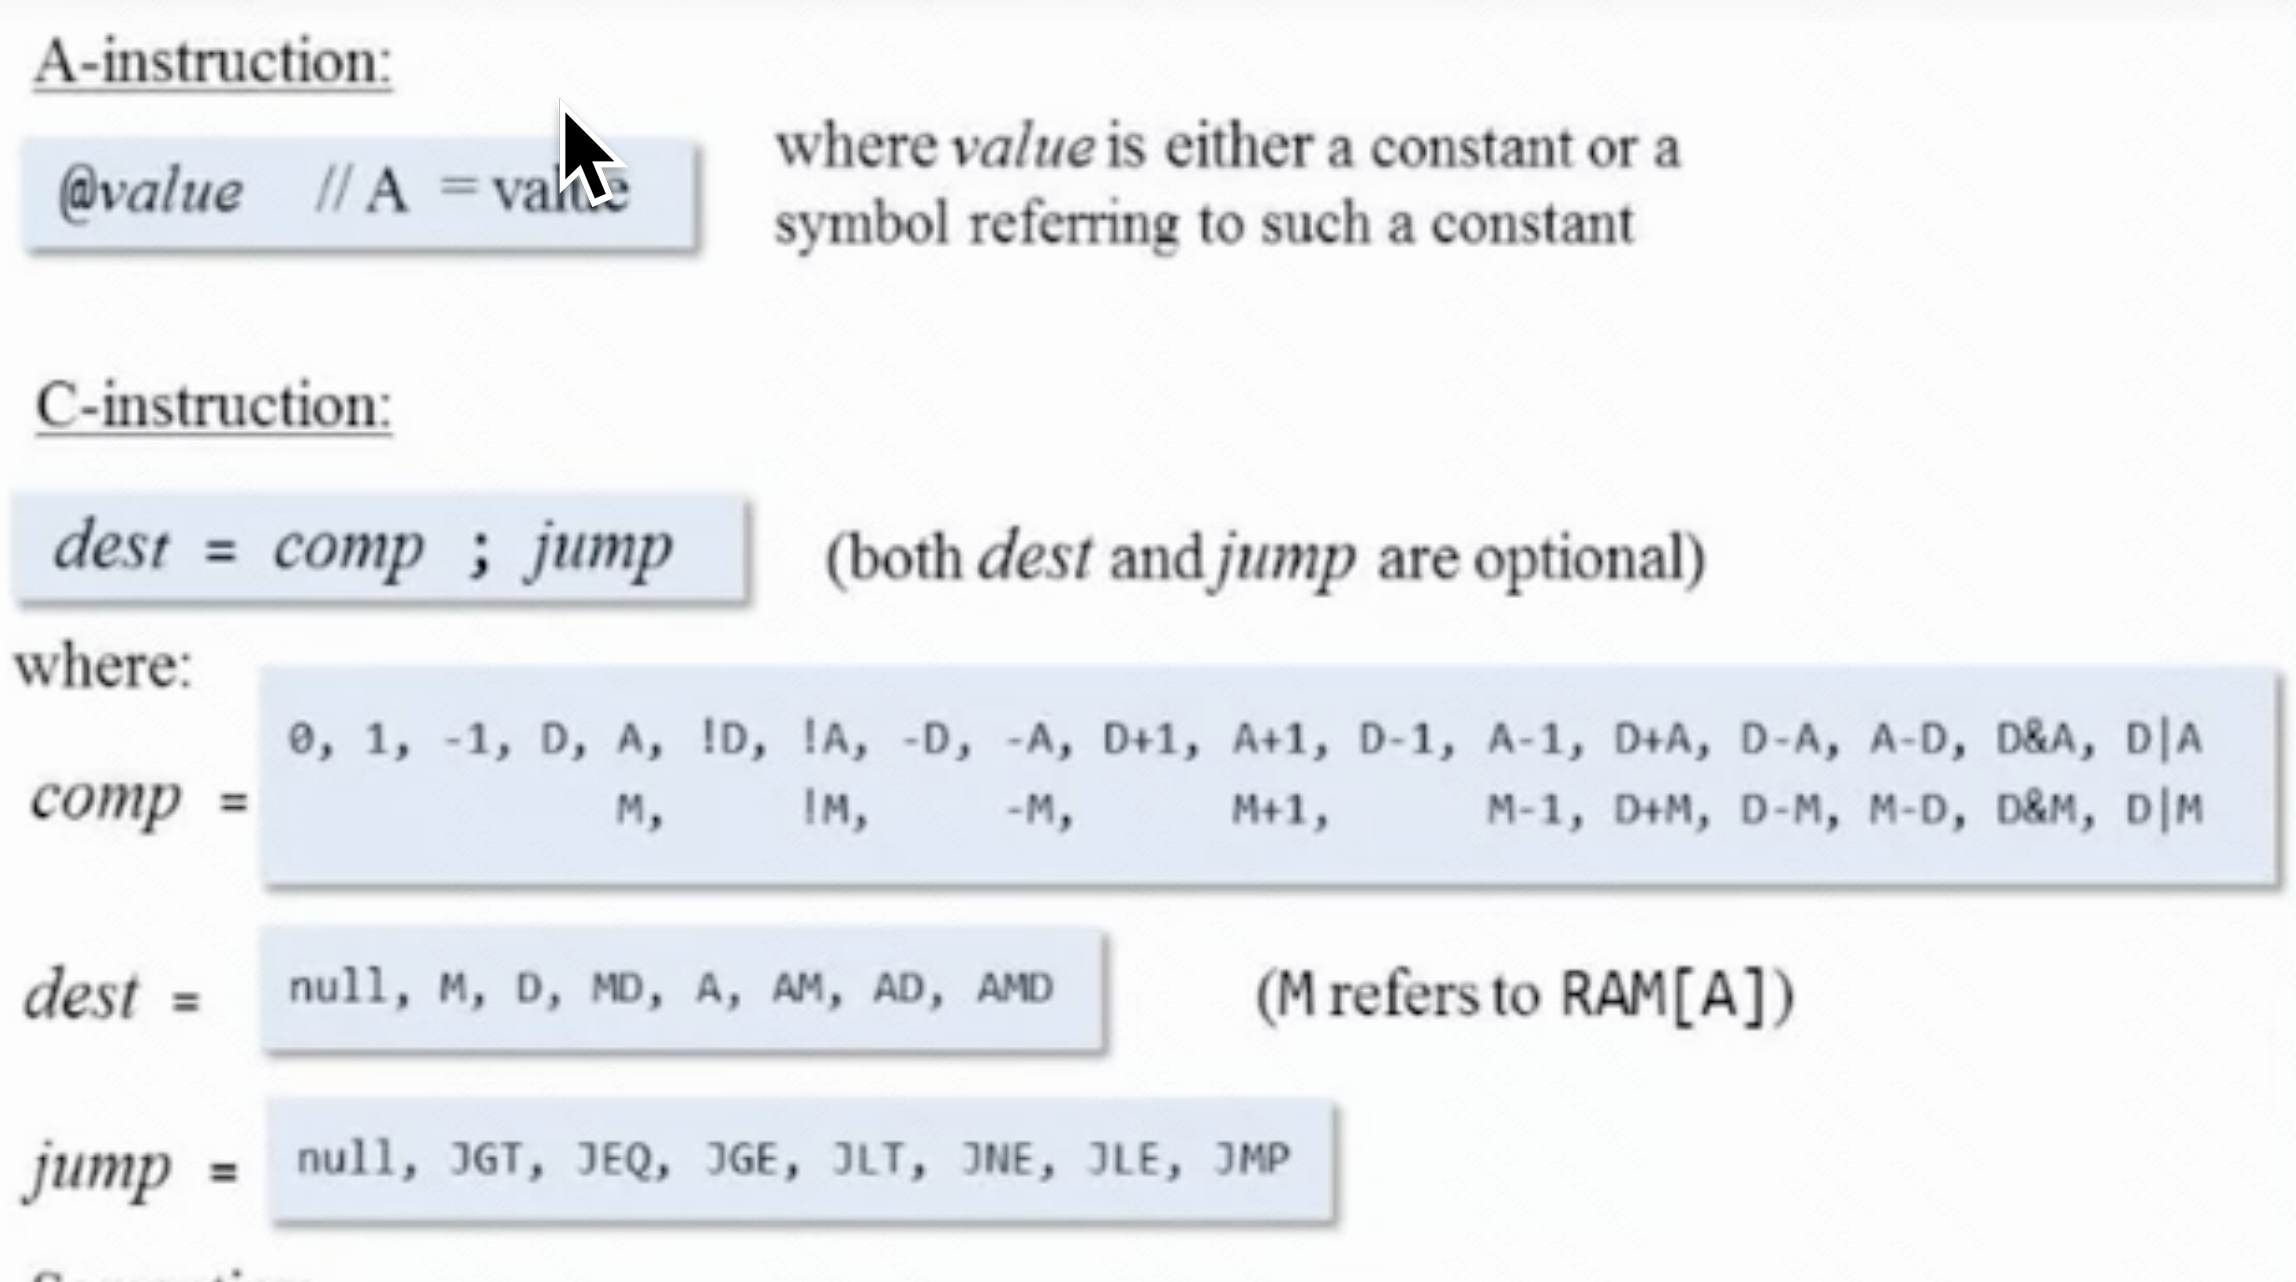 A-instruction:
@value // A = value
where value is either a constant or a
symbol referring to such a constant
C-instruction:
dest = comp ; jump
(both dest and jump are optional)
where:
comp =
0, 1, -1, D, A, !D, !A, -D, -A, D+1, A+1, D-1, A-1, D+A, D-A, A-D, D&A, D|A
M, !M, -M, M+1, M-1, D+M, D-M, M-D, D&M, D|M
dest =
null, M, D, MD, A, AM, AD, AMD
(M refers to RAM[A])
jump =
null, JGT, JEQ, JGE, JLT, JNE, JLE, JMP